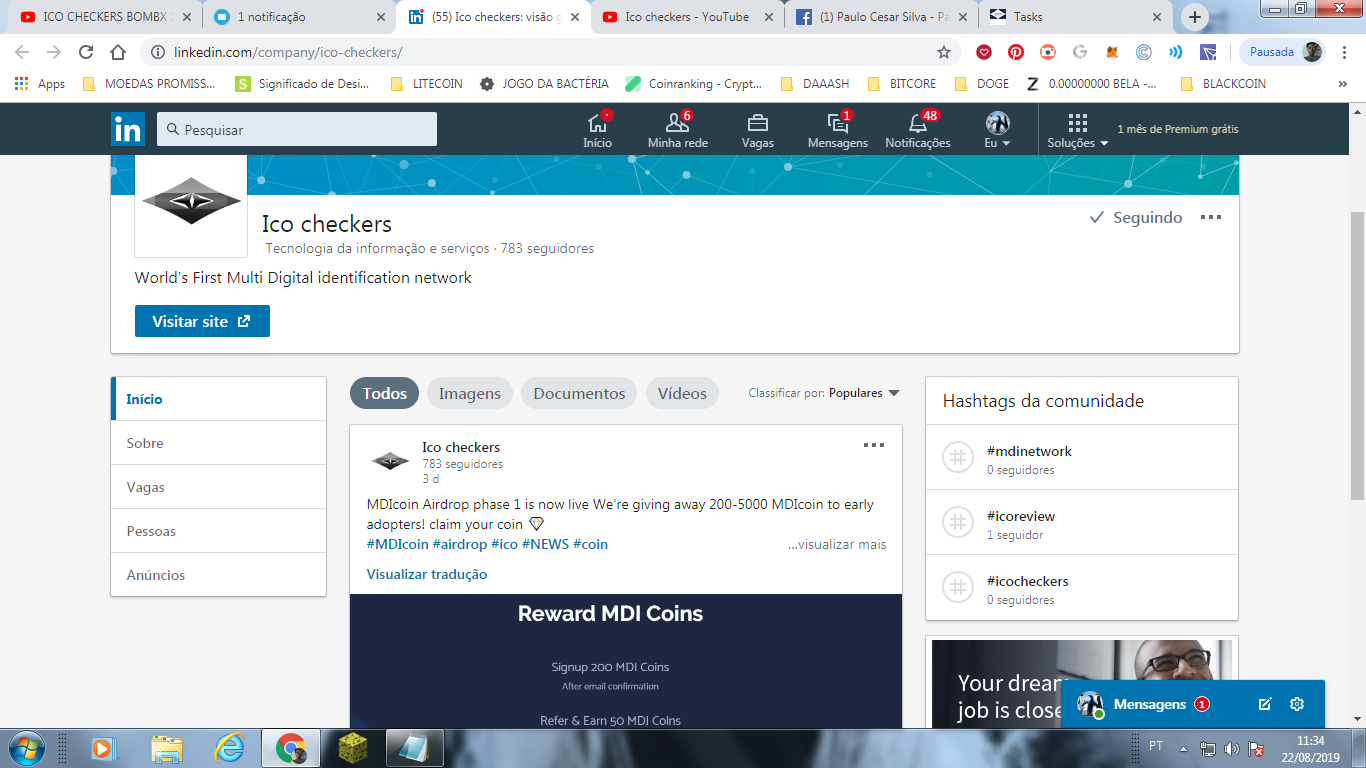 ICO CHECKERS BOMBX
1 notificação
(55) Ico checkers: visão g
Ico checkers - YouTube
(1) Paulo Cesar Silva - Pa
Tasks
linkedin.com/company/ico-checkers/
Pausada
Apps
MOEDAS PROMISS...
Significado de Desi...
LITECOIN
JOGO DA BACTÉRIA
Coinranking - Crypt...
DAAASH
BITCORE
DOGE
0.00000000 BELA -...
BLACKCOIN
»
in
Pesquisar
Início
6
Minha rede
Vagas
1
Mensagens
48
Notificações
Eu
Soluções
1 mês de Premium grátis
Ico checkers
Seguindo
Tecnologia da informação e serviços · 783 seguidores
World's First Multi Digital identification network
Visitar site
Início
Sobre
Vagas
Pessoas
Anúncios
Todos
Imagens
Documentos
Vídeos
Classificar por: Populares
Ico checkers
783 seguidores
3 d
MDIcoin Airdrop phase 1 is now live We're giving away 200-5000 MDIcoin to early
adopters! claim your coin 💎
#MDIcoin #airdrop #ico #NEWS #coin
...visualizar mais
Visualizar tradução
Reward MDI Coins
Signup 200 MDI Coins
After email confirmation
Refer & Earn 50 MDI Coins
Hashtags da comunidade
#mdinetwork
0 seguidores
#icoreview
1 seguidor
#icocheckers
0 seguidores
Your dream
job is close
Mensagens 1
PT
11:34
22/08/2019